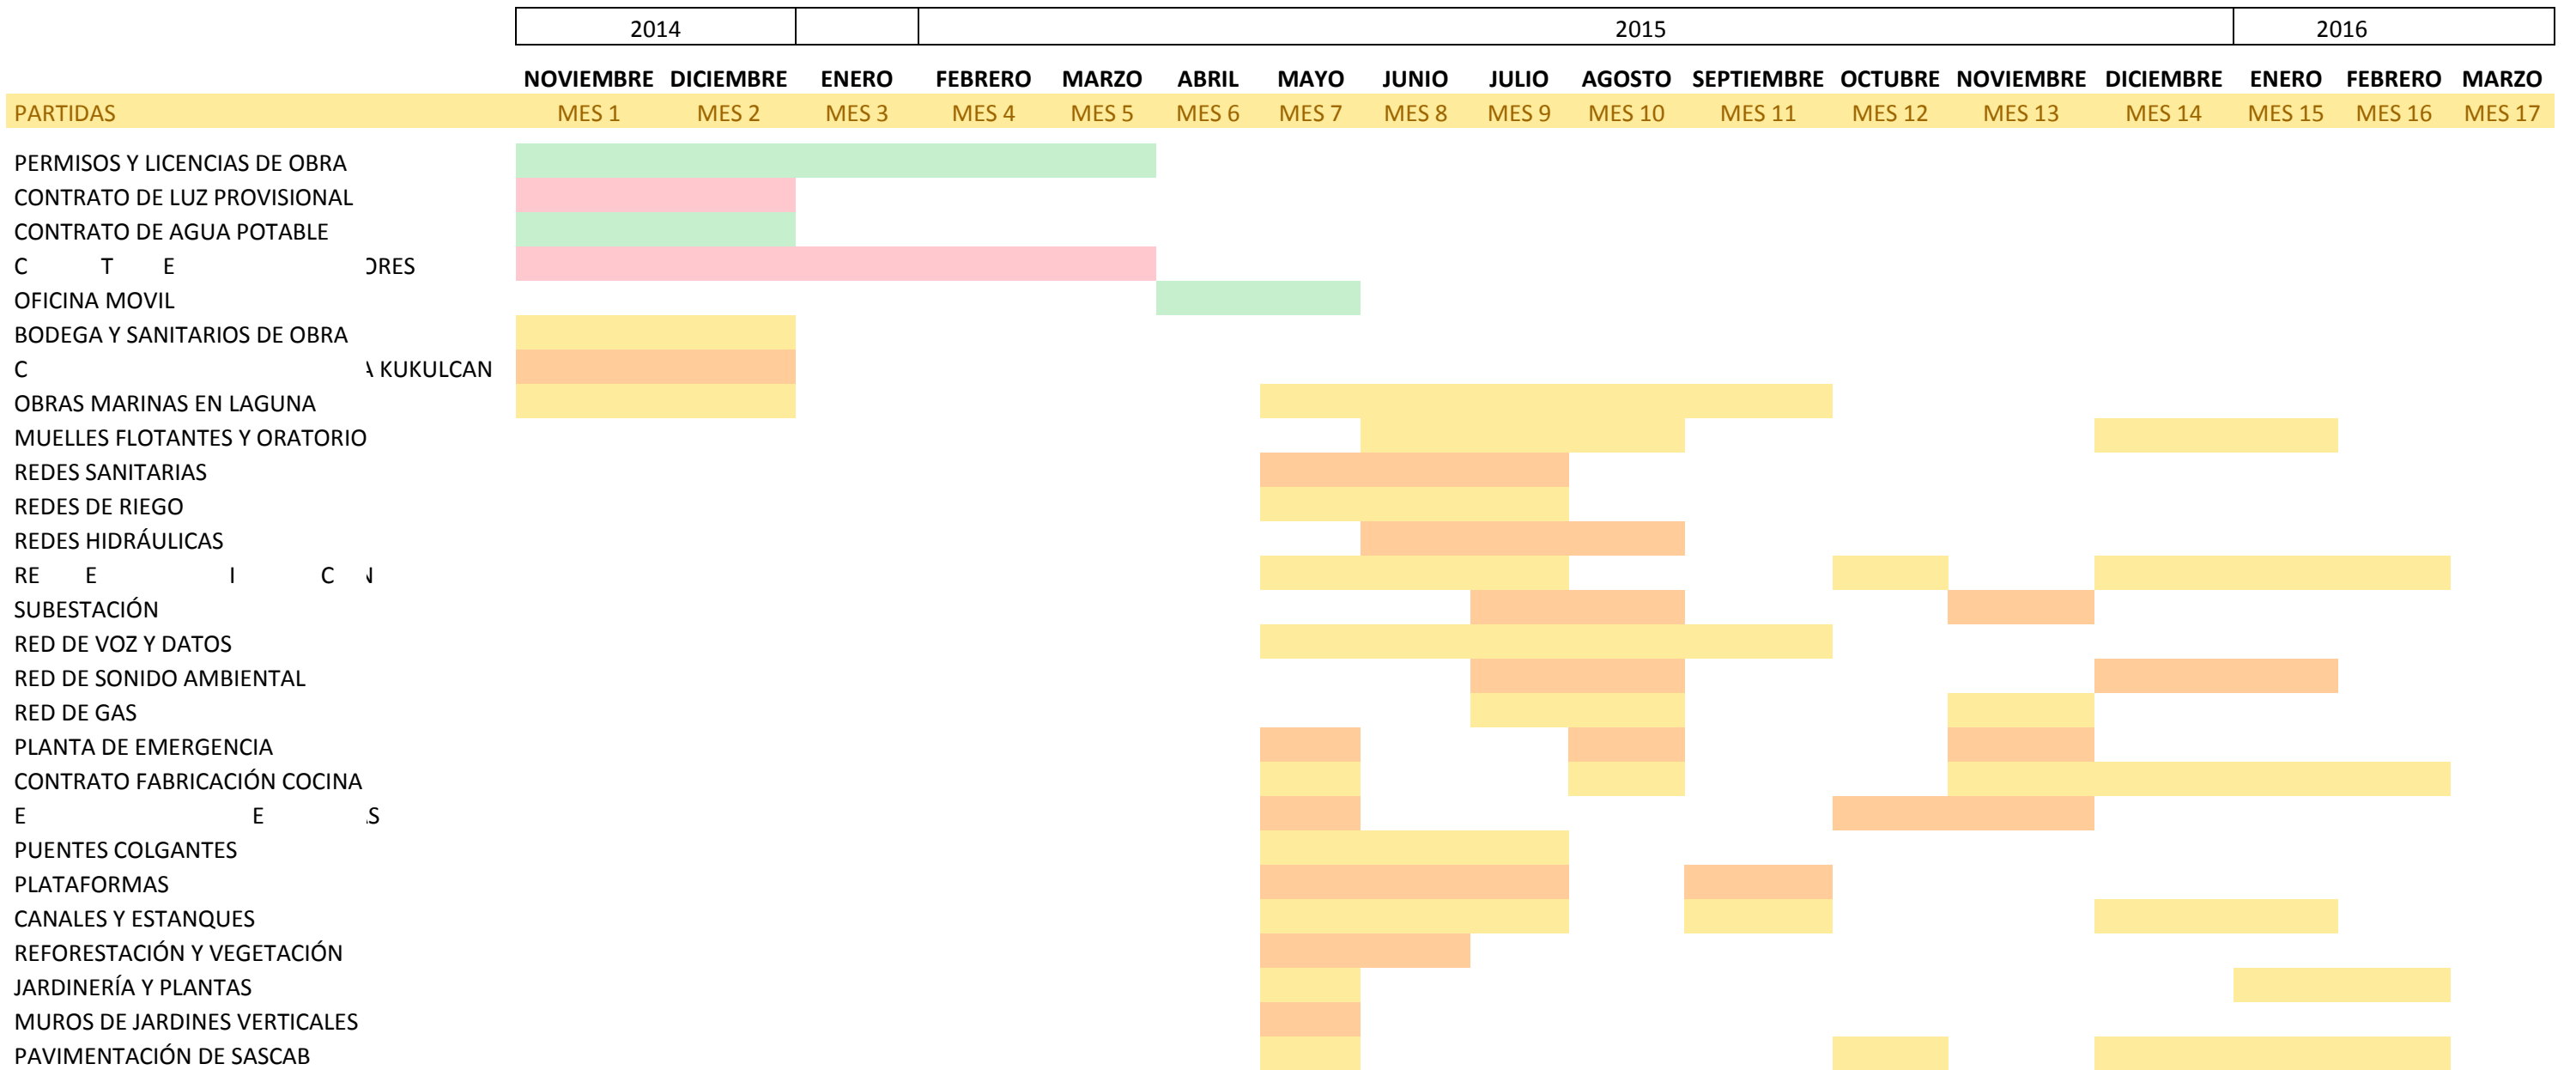 2014 2015 2016
NOVIEMBRE DICIEMBRE ENERO FEBRERO MARZO ABRIL MAYO JUNIO JULIO AGOSTO SEPTIEMBRE OCTUBRE NOVIEMBRE DICIEMBRE ENERO FEBRERO MARZO
PARTIDAS MES 1 MES 2 MES 3 MES 4 MES 5 MES 6 MES 7 MES 8 MES 9 MES 10 MES 11 MES 12 MES 13 MES 14 MES 15 MES 16 MES 17
PERMISOS Y LICENCIAS DE OBRA
CONTRATO DE LUZ PROVISIONAL
CONTRATO DE AGUA POTABLE
OFICINA MOVIL
BODEGA Y SANITARIOS DE OBRA
KUKULCAN
OBRAS MARINAS EN LAGUNA
MUELLES FLOTANTES Y ORATORIO
REDES SANITARIAS
REDES DE RIEGO
REDES HIDRÁULICAS
SUBESTACIÓN
RED DE VOZ Y DATOS
RED DE SONIDO AMBIENTAL
RED DE GAS
PLANTA DE EMERGENCIA
CONTRATO FABRICACIÓN COCINA
PUENTES COLGANTES
PLATAFORMAS
CANALES Y ESTANQUES
REFORESTACIÓN Y VEGETACIÓN
JARDINERÍA Y PLANTAS
MUROS DE JARDINES VERTICALES
PAVIMENTACIÓN DE SASCAB